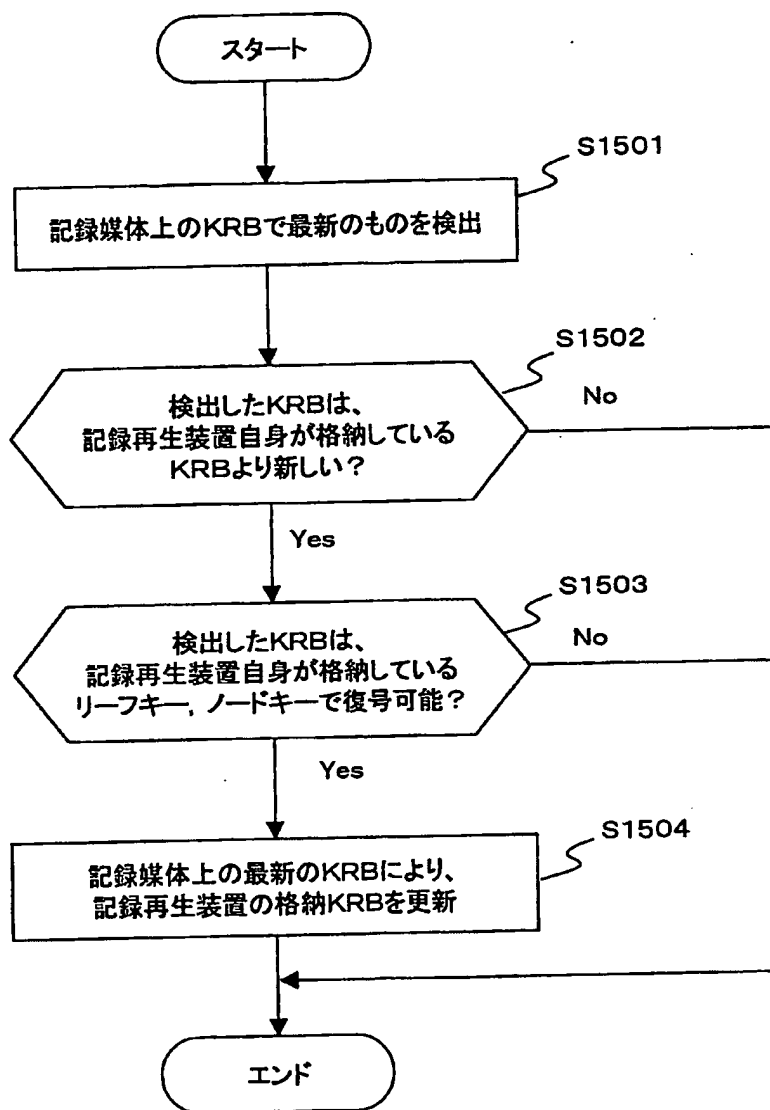 スタート
S1501
記録媒体上のKRBで最新のものを検出
S1502
検出したKRBは、
記録再生装置自身が格納している
KRBより新しい?
No
Yes
S1503
検出したKRBは、
記録再生装置自身が格納している
リーフキー, ノードキーで復号可能?
No
Yes
S1504
記録媒体上の最新のKRBにより、
記録再生装置の格納KRBを更新
エンド